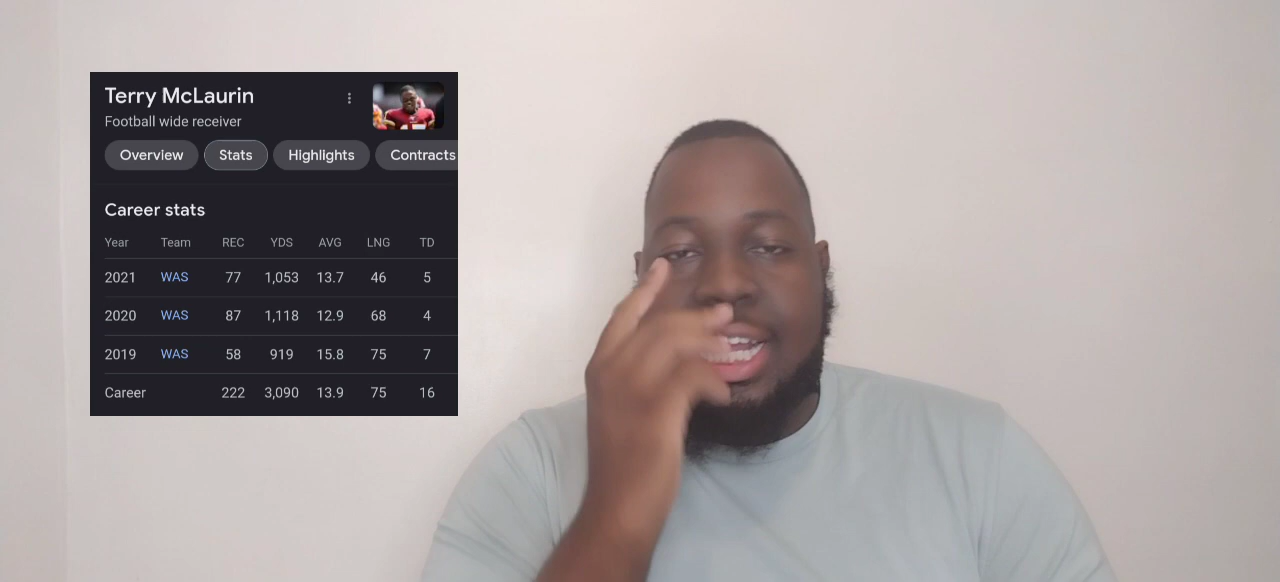 Terry McLaurin
Football wide receiver
Overview Stats Highlights Contracts
Career stats
Year Team REC YDS AVG LNG TD
2021 WAS 77 1,053 13.7 46 5
2020 WAS 87 1,118 12.9 68 4
2019 WAS 58 919 15.8 75 7
Career 222 3,090 13.9 75 16